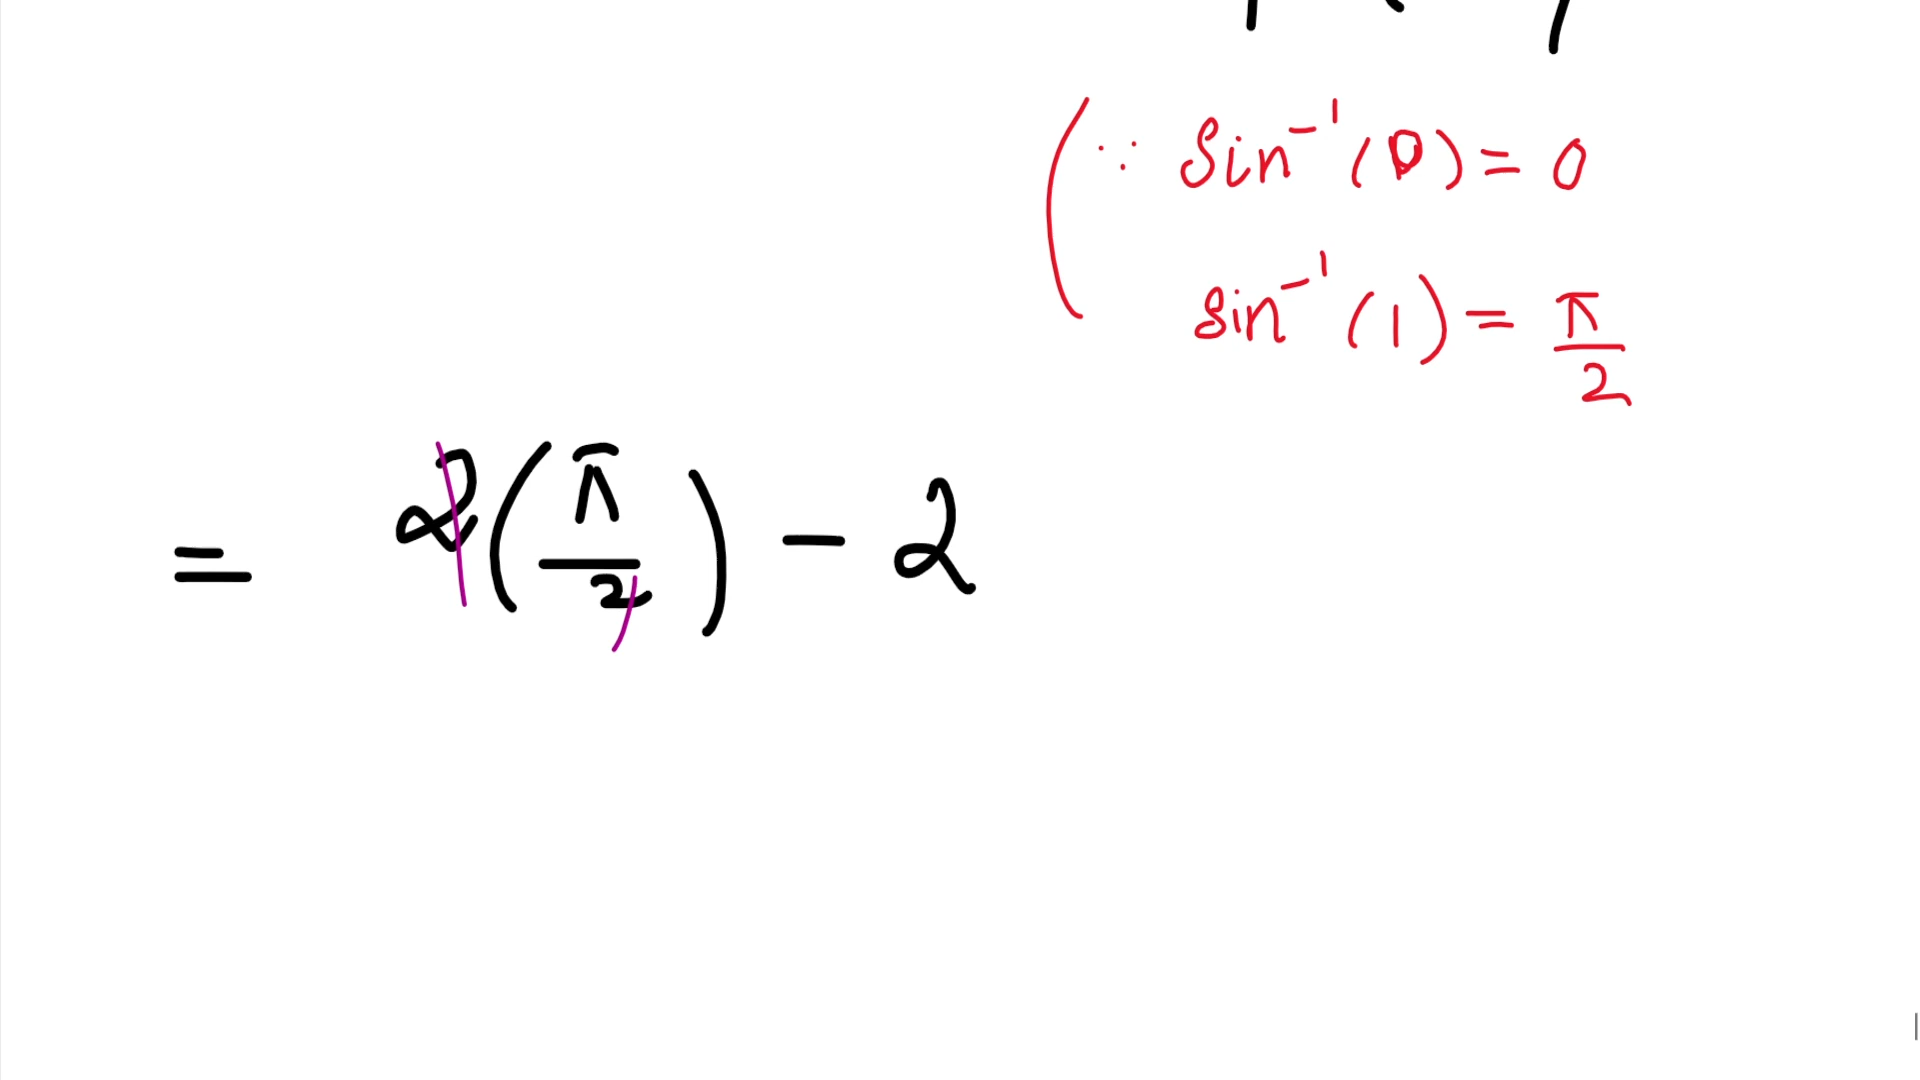 (∵ Sin⁻¹(0) = 0
sin⁻¹(1) = π/2
= 2(π/2) - 2